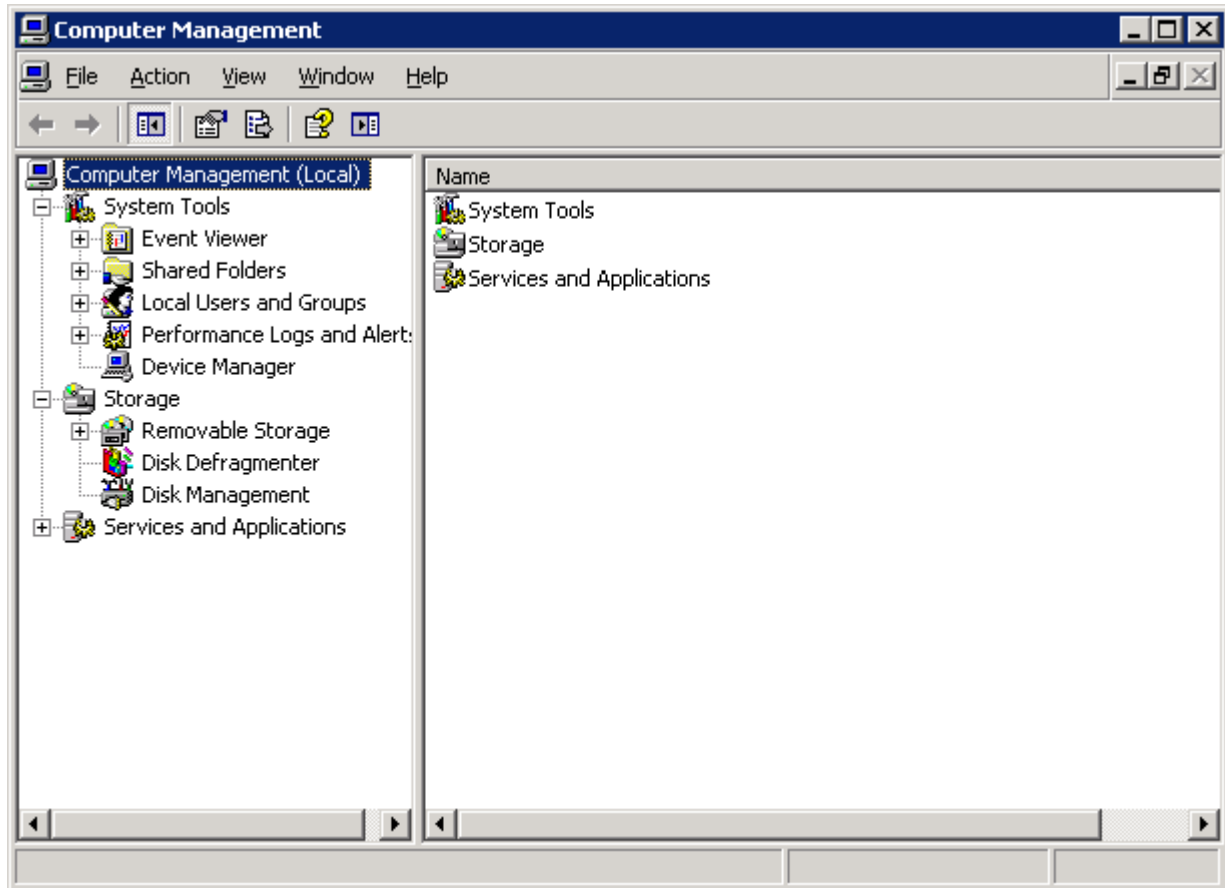 Computer Management
File Action View Window Help
Computer Management (Local)
System Tools
Event Viewer
Shared Folders
Local Users and Groups
Performance Logs and Alert
Device Manager
Storage
Removable Storage
Disk Defragmenter
Disk Management
Services and Applications
Name
System Tools
Storage
Services and Applications